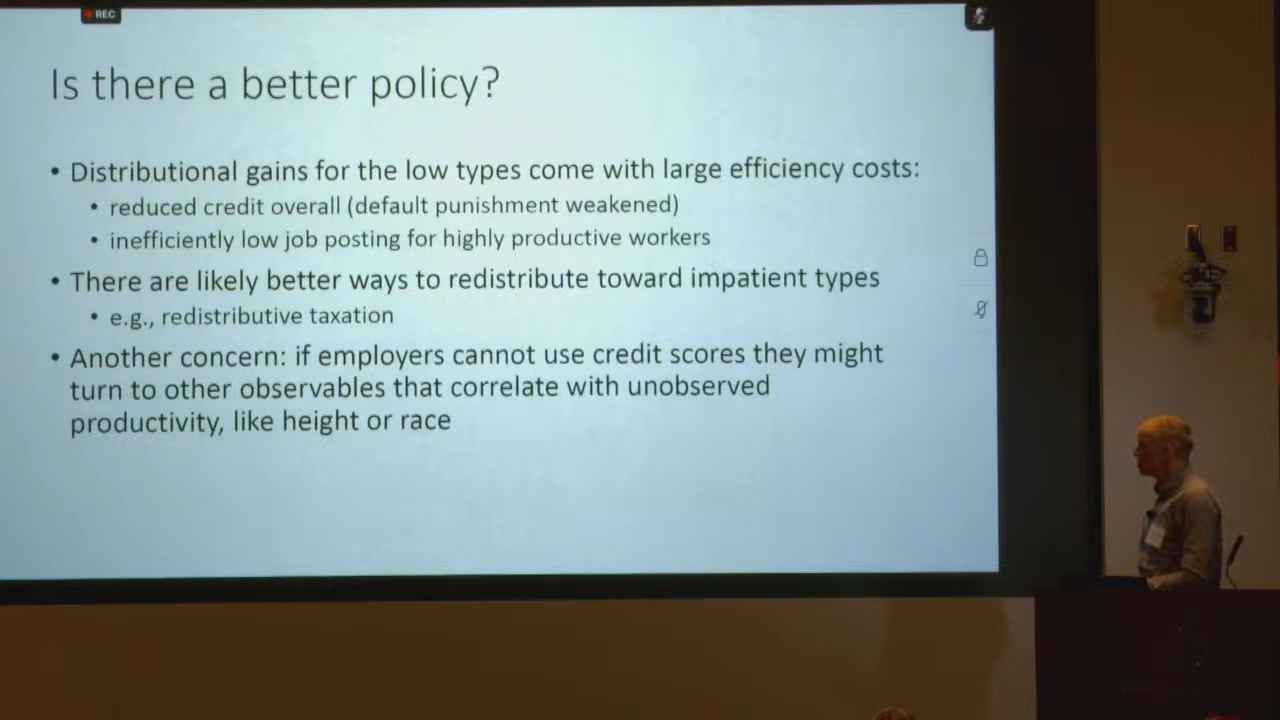 REC
Is there a better policy?
• Distributional gains for the low types come with large efficiency costs:
• reduced credit overall (default punishment weakened)
• inefficiently low job posting for highly productive workers
• There are likely better ways to redistribute toward impatient types
• e.g., redistributive taxation
• Another concern: if employers cannot use credit scores they might
turn to other observables that correlate with unobserved
productivity, like height or race